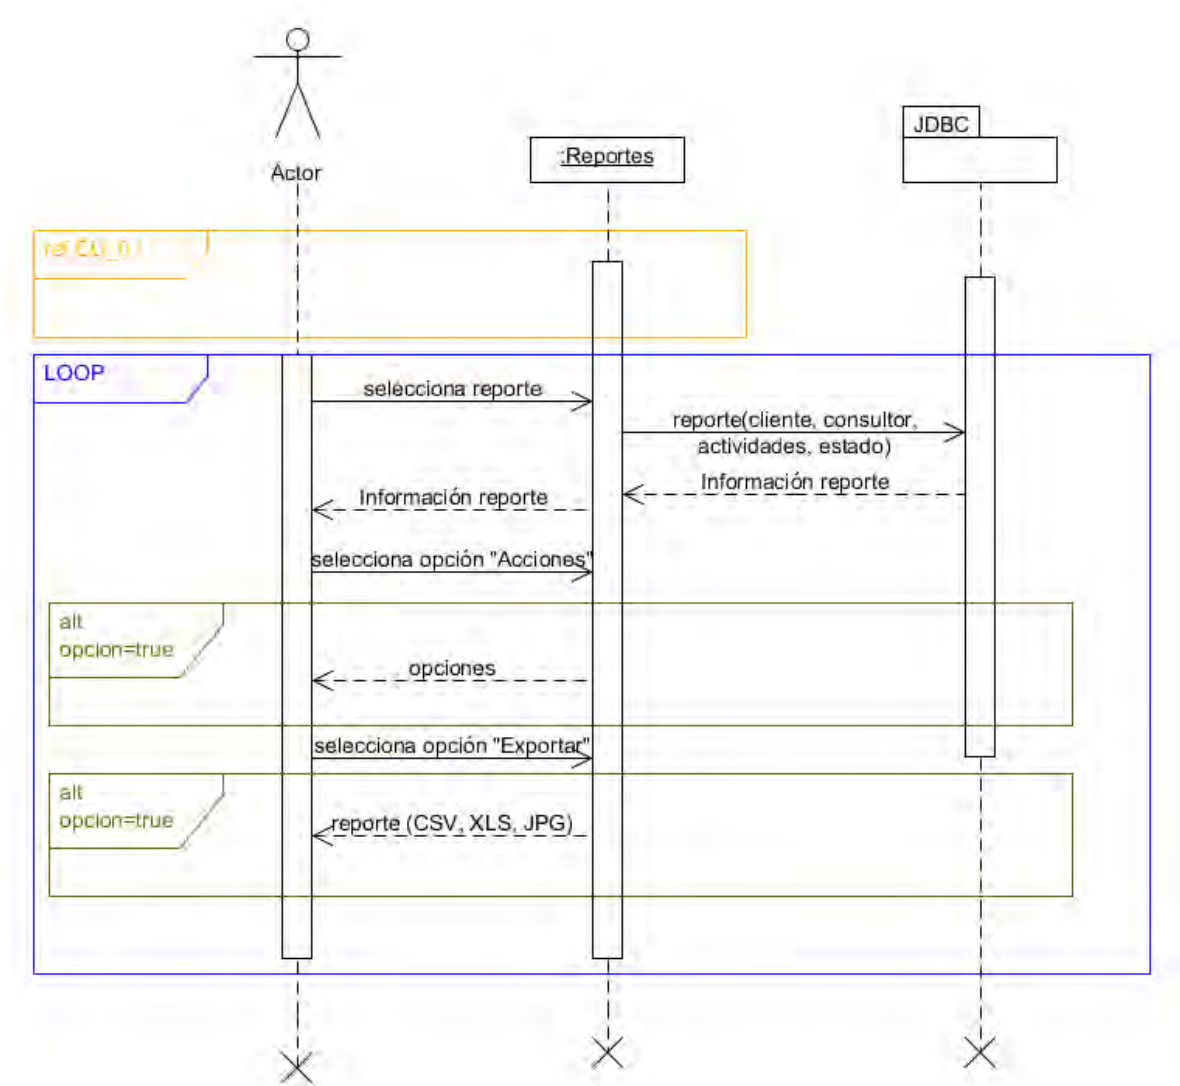 JDBC
:Reportes
Actor
LOOP
selecciona reporte
reporte(cliente, consultor,
actividades, estado)
Información reporte
Información reporte
selecciona opción "Acciones"
alt
opcion=true
opciones
selecciona opción "Exportar"
alt
opcion=true
reporte (CSV, XLS, JPG)